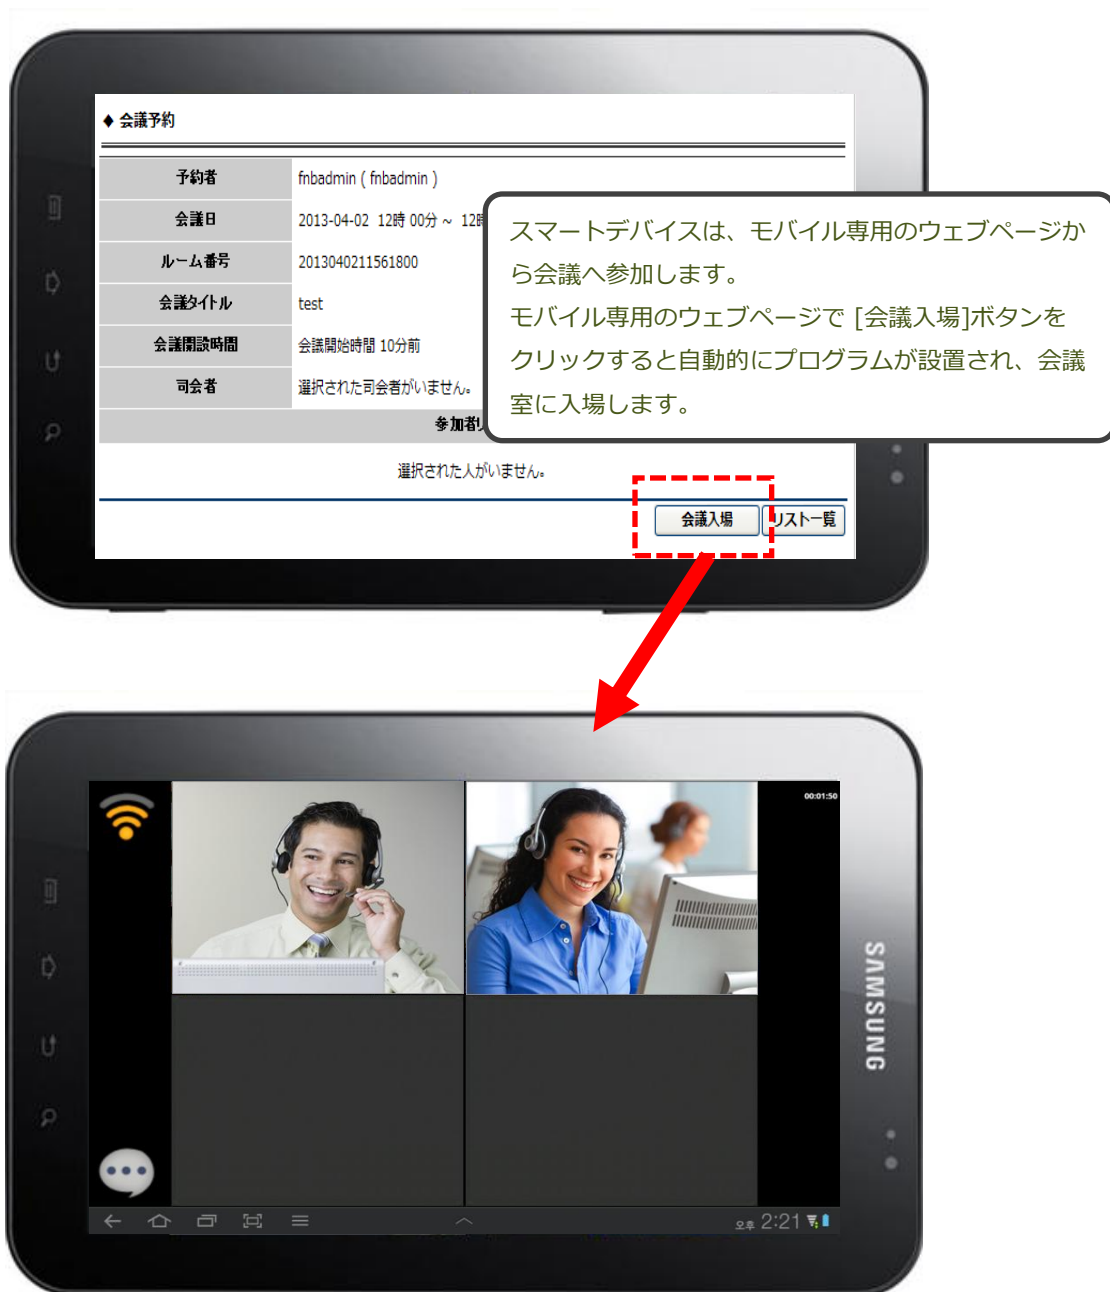 ◆ 会議予約
予約者 fnbadmin ( fnbadmin )
会議日 2013-04-02 12時 00分 ~ 12時
ルーム番号 2013040211561800
会議タイトル test
会議開設時間 会議開始時間 10分前
司会者 選択された司会者がいません。
参加者リ
選択された人がいません。
会議入場 リスト一覧
スマートデバイスは、モバイル専用のウェブページか
ら会議へ参加します。
モバイル専用のウェブページで [会議入場]ボタンを
クリックすると自動的にプログラムが設置され、会議
室に入場します。
00:01:50
SAMSUNG
오후 2:21